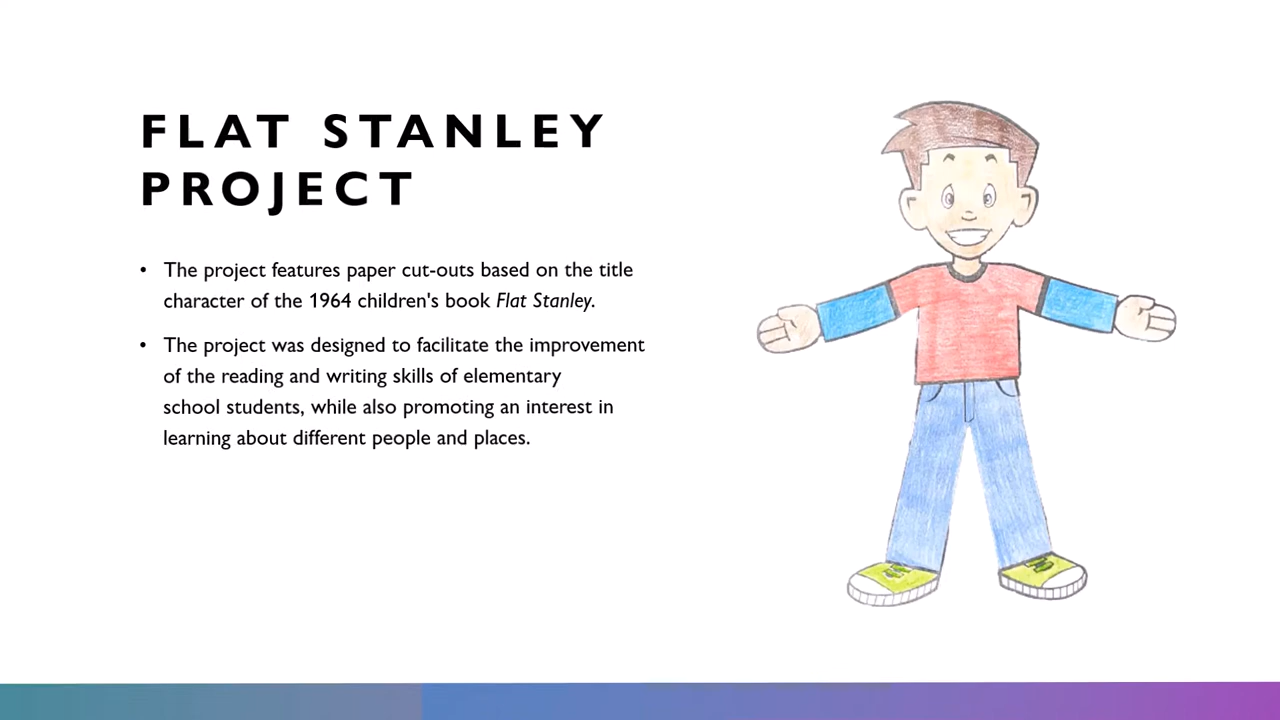 FLAT STANLEY
PROJECT
• The project features paper cut-outs based on the title
character of the 1964 children's book Flat Stanley.
• The project was designed to facilitate the improvement
of the reading and writing skills of elementary
school students, while also promoting an interest in
learning about different people and places.